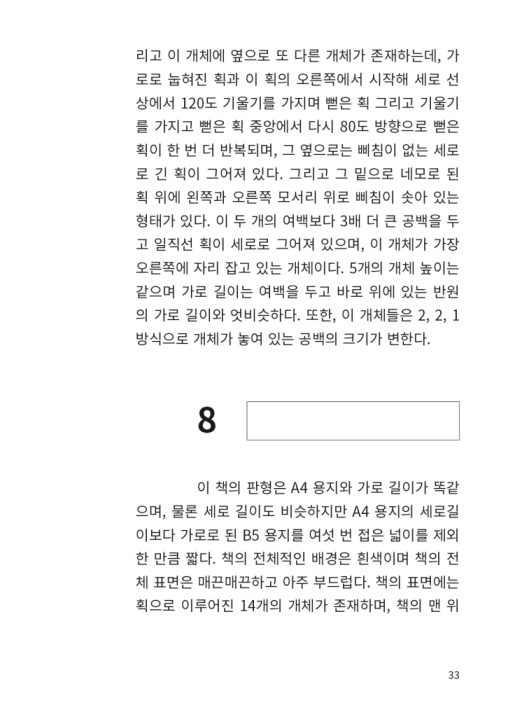 리고 이 개체에 옆으로 또 다른 개체가 존재하는데, 가
로로 눕혀진 획과 이 획의 오른쪽에서 시작해 세로 선
상에서 120도 기울기를 가지며 뻗은 획 그리고 기울기
를 가지고 뻗은 획 중앙에서 다시 80도 방향으로 뻗은
획이 한 번 더 반복되며, 그 옆으로는 삐침이 없는 세로
로 긴 획이 그어져 있다. 그리고 그 밑으로 네모로 된
획 위에 왼쪽과 오른쪽 모서리 위로 삐침이 솟아 있는
형태가 있다. 이 두 개의 여백보다 3배 더 큰 공백을 두
고 일직선 획이 세로로 그어져 있으며, 이 개체가 가장
오른쪽에 자리 잡고 있는 개체이다. 5개의 개체 높이는
같으며 가로 길이는 여백을 두고 바로 위에 있는 반원
의 가로 길이와 엇비슷하다. 또한, 이 개체들은 2, 2, 1
방식으로 개체가 놓여 있는 공백의 크기가 변한다.
8
이 책의 판형은 A4 용지와 가로 길이가 똑같
으며, 물론 세로 길이도 비슷하지만 A4 용지의 세로길
이보다 가로로 된 B5 용지를 여섯 번 접은 넓이를 제외
한 만큼 짧다. 책의 전체적인 배경은 흰색이며 책의 전
체 표면은 매끈매끈하고 아주 부드럽다. 책의 표면에는
획으로 이루어진 14개의 개체가 존재하며, 책의 맨 위
33